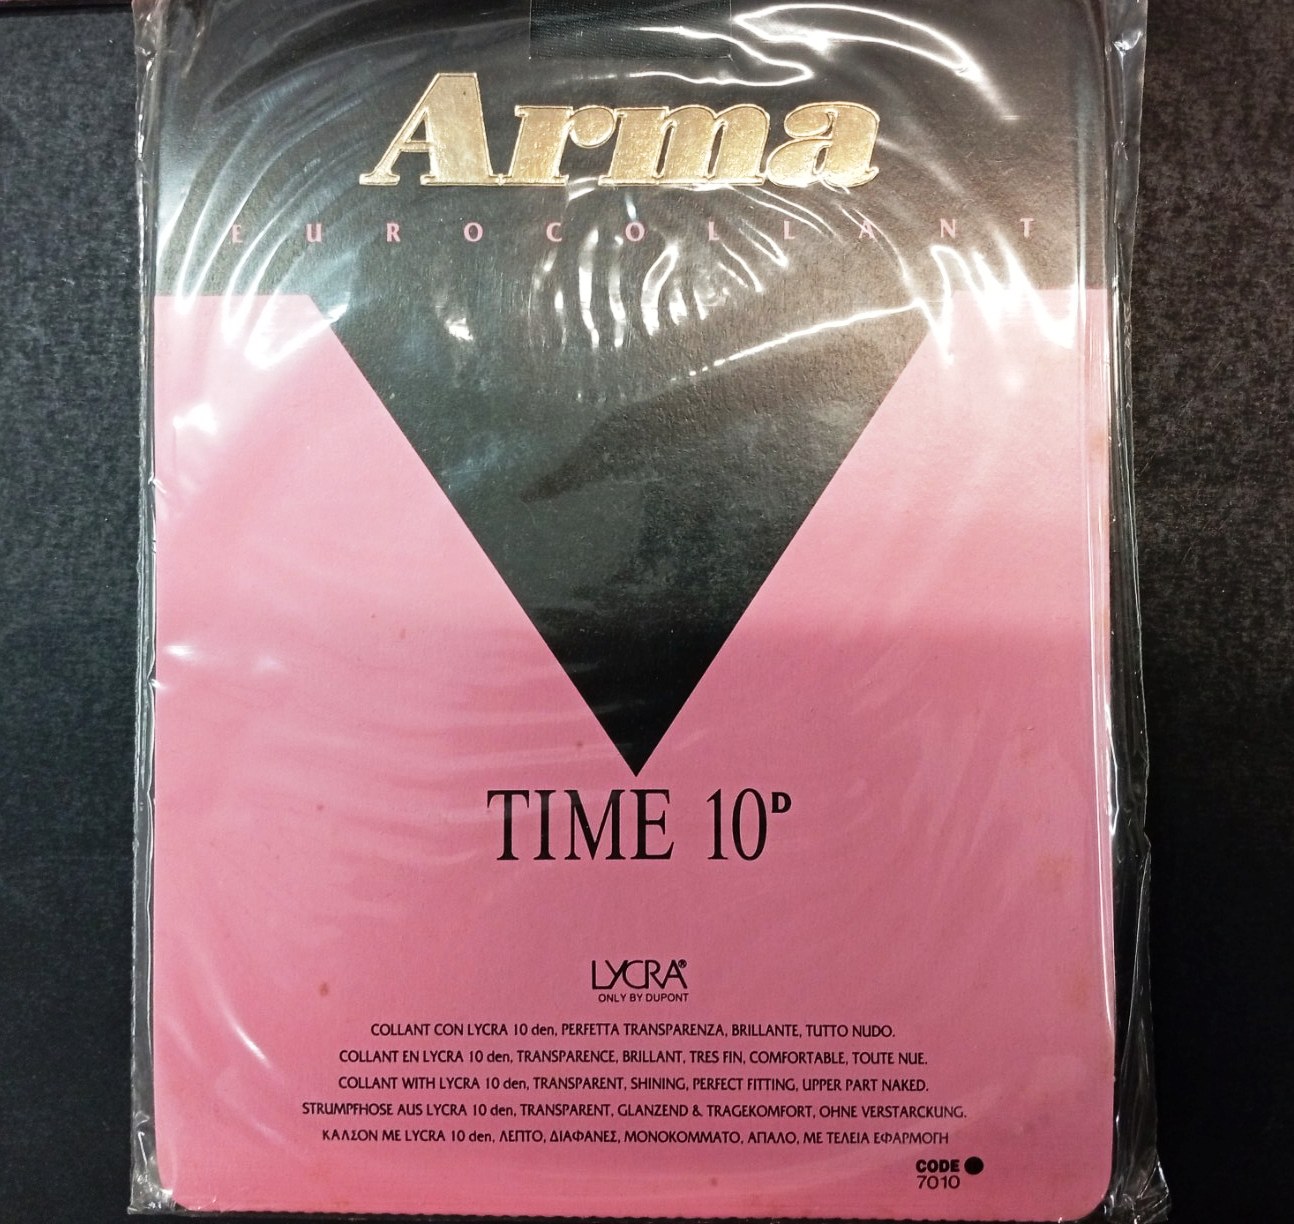 Arma
EUROCOLLANT
TIME 10D
LYCRA®
ONLY BY DUPONT
COLLANT CON LYCRA 10 den, PERFETTA TRANSPARENZA, BRILLANTE, TUTTO NUDO.
COLLANT EN LYCRA 10 den, TRANSPARENCE, BRILLANT, TRES FIN, COMFORTABLE, TOUTE NUE.
COLLANT WITH LYCRA 10 den, TRANSPARENT, SHINING, PERFECT FITTING, UPPER PART NAKED.
STRUMPFHOSE AUS LYCRA 10 den, TRANSPARENT, GLANZEND & TRAGEKOMFORT, OHNE VERSTARCKUNG.
ΚΑΛΣΟΝ ΜΕ LYCRA 10 den, ΛΕΠΤΟ, ΔΙΑΦΑΝΕΣ, ΜΟΝΟΚΟΜΜΑΤΟ, ΑΠΑΛΟ, ΜΕ ΤΕΛΕΙΑ ΕΦΑΡΜΟΓΗ
CODE ●
7010